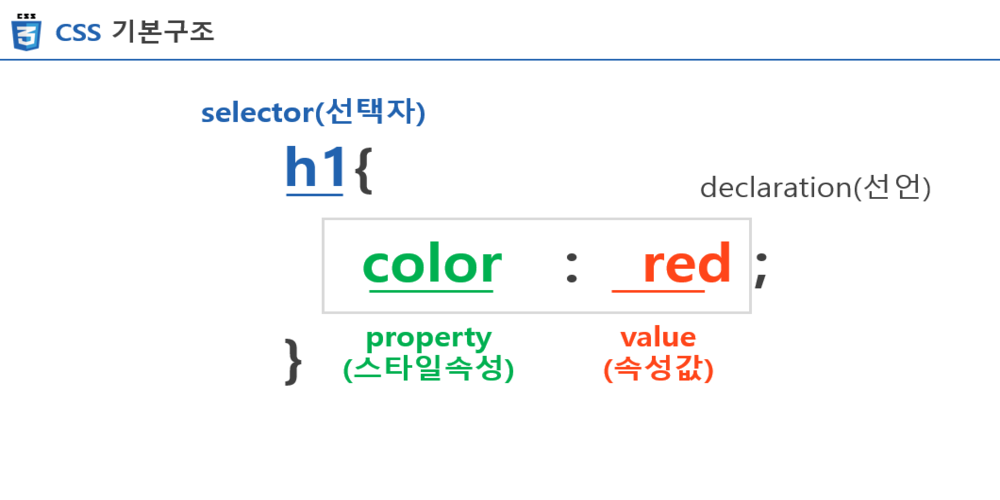 CSS
CSS 기본구조
selector(선택자)
h1{
declaration(선언)
color : red ;
property
(스타일속성)
value
(속성값)
}